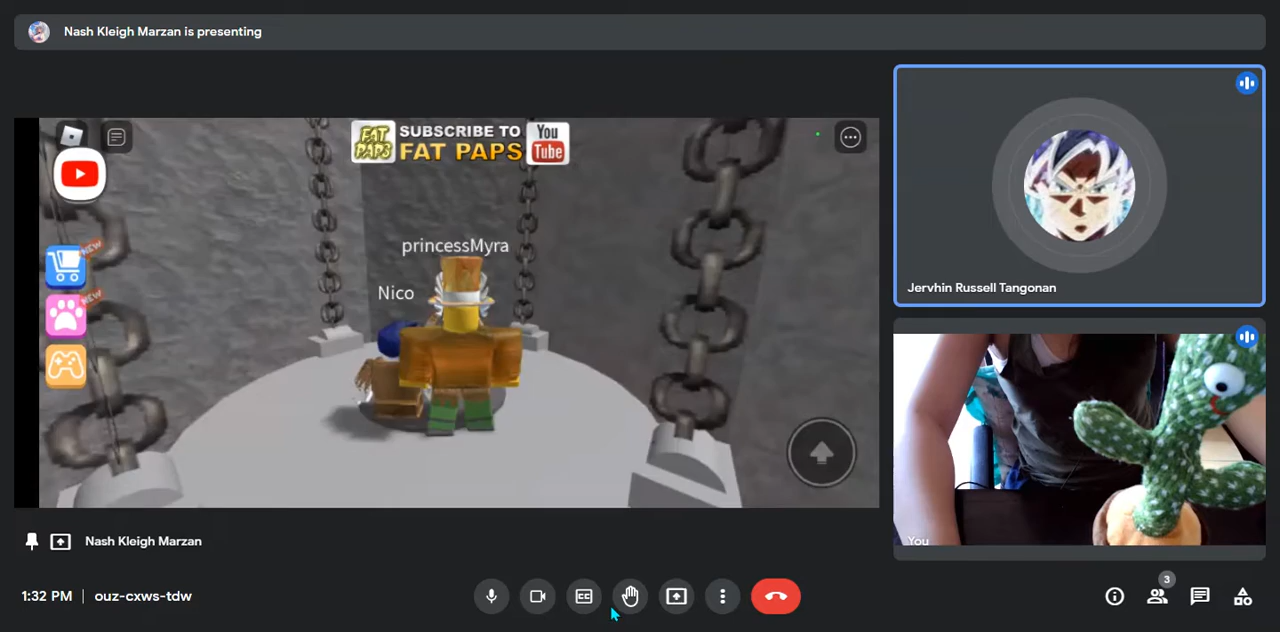 Nash Kleigh Marzan is presenting
FAT PAPS
SUBSCRIBE TO
FAT PAPS
You
Tube
NEW
NEW
princessMyra
Nico
Jervhin Russell Tangonan
You
Nash Kleigh Marzan
1:32 PM | ouz-cxws-tdw
CC
3